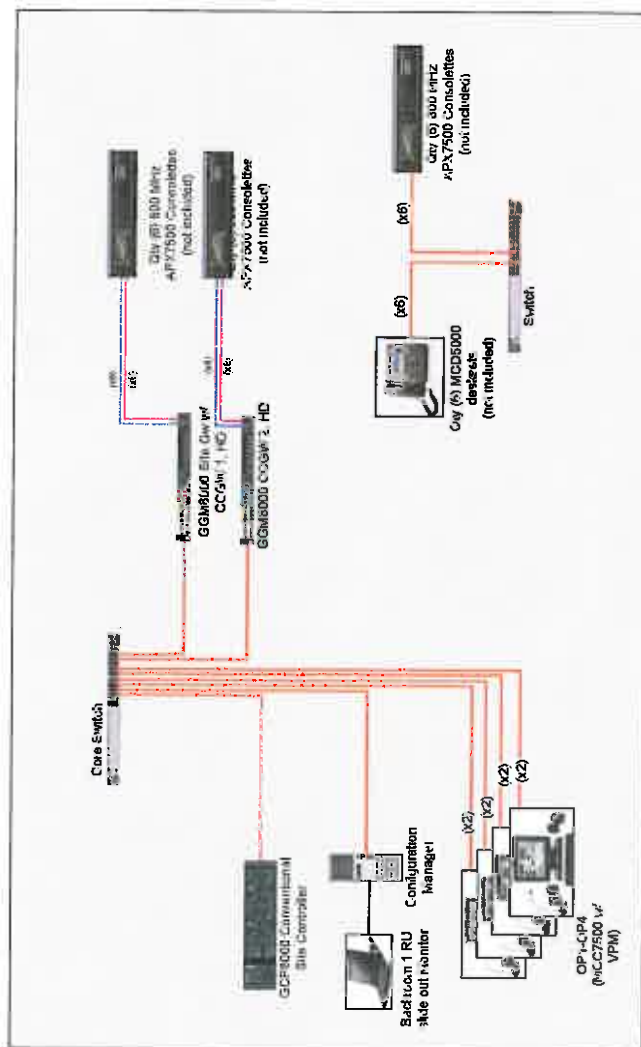 Core Switch
GCP8000 Conventional
Site Controller
Backroom 1 RU
slide out Monitor
Configuration
Manager
OP1-OP4
(MCC7500 w/
VPM)
(x2)
(x2)
(x2)
(x2)
GGM8000 Site Gw w/
CCGW 1, HD
GGM8000 CCGW 2, HD
(x6)
(x6)
Qty (6) 800 MHz
APX7500 Consolettes
(not included)
APX7500 Consolettes
(not included)
Qty (6) MCD5000
desksets
(not included)
(x6)
(x6)
Switch
Qty (6) 800 MHz
APX7500 Consolettes
(not included)